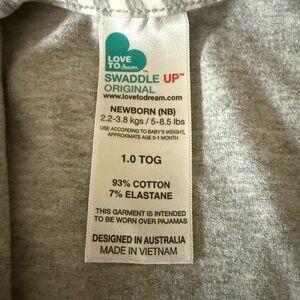 LOVE
TO dream
SWADDLE UP™
ORIGINAL
www.lovetodream.com
NEWBORN (NB)
2.2-3.8 kgs / 5-8.5 lbs
USE ACCORDING TO BABY'S WEIGHT,
APPROXIMATE AGE 0-1 MONTH
1.0 TOG
93% COTTON
7% ELASTANE
THIS GARMENT IS INTENDED
TO BE WORN OVER PAJAMAS
DESIGNED IN AUSTRALIA
MADE IN VIETNAM